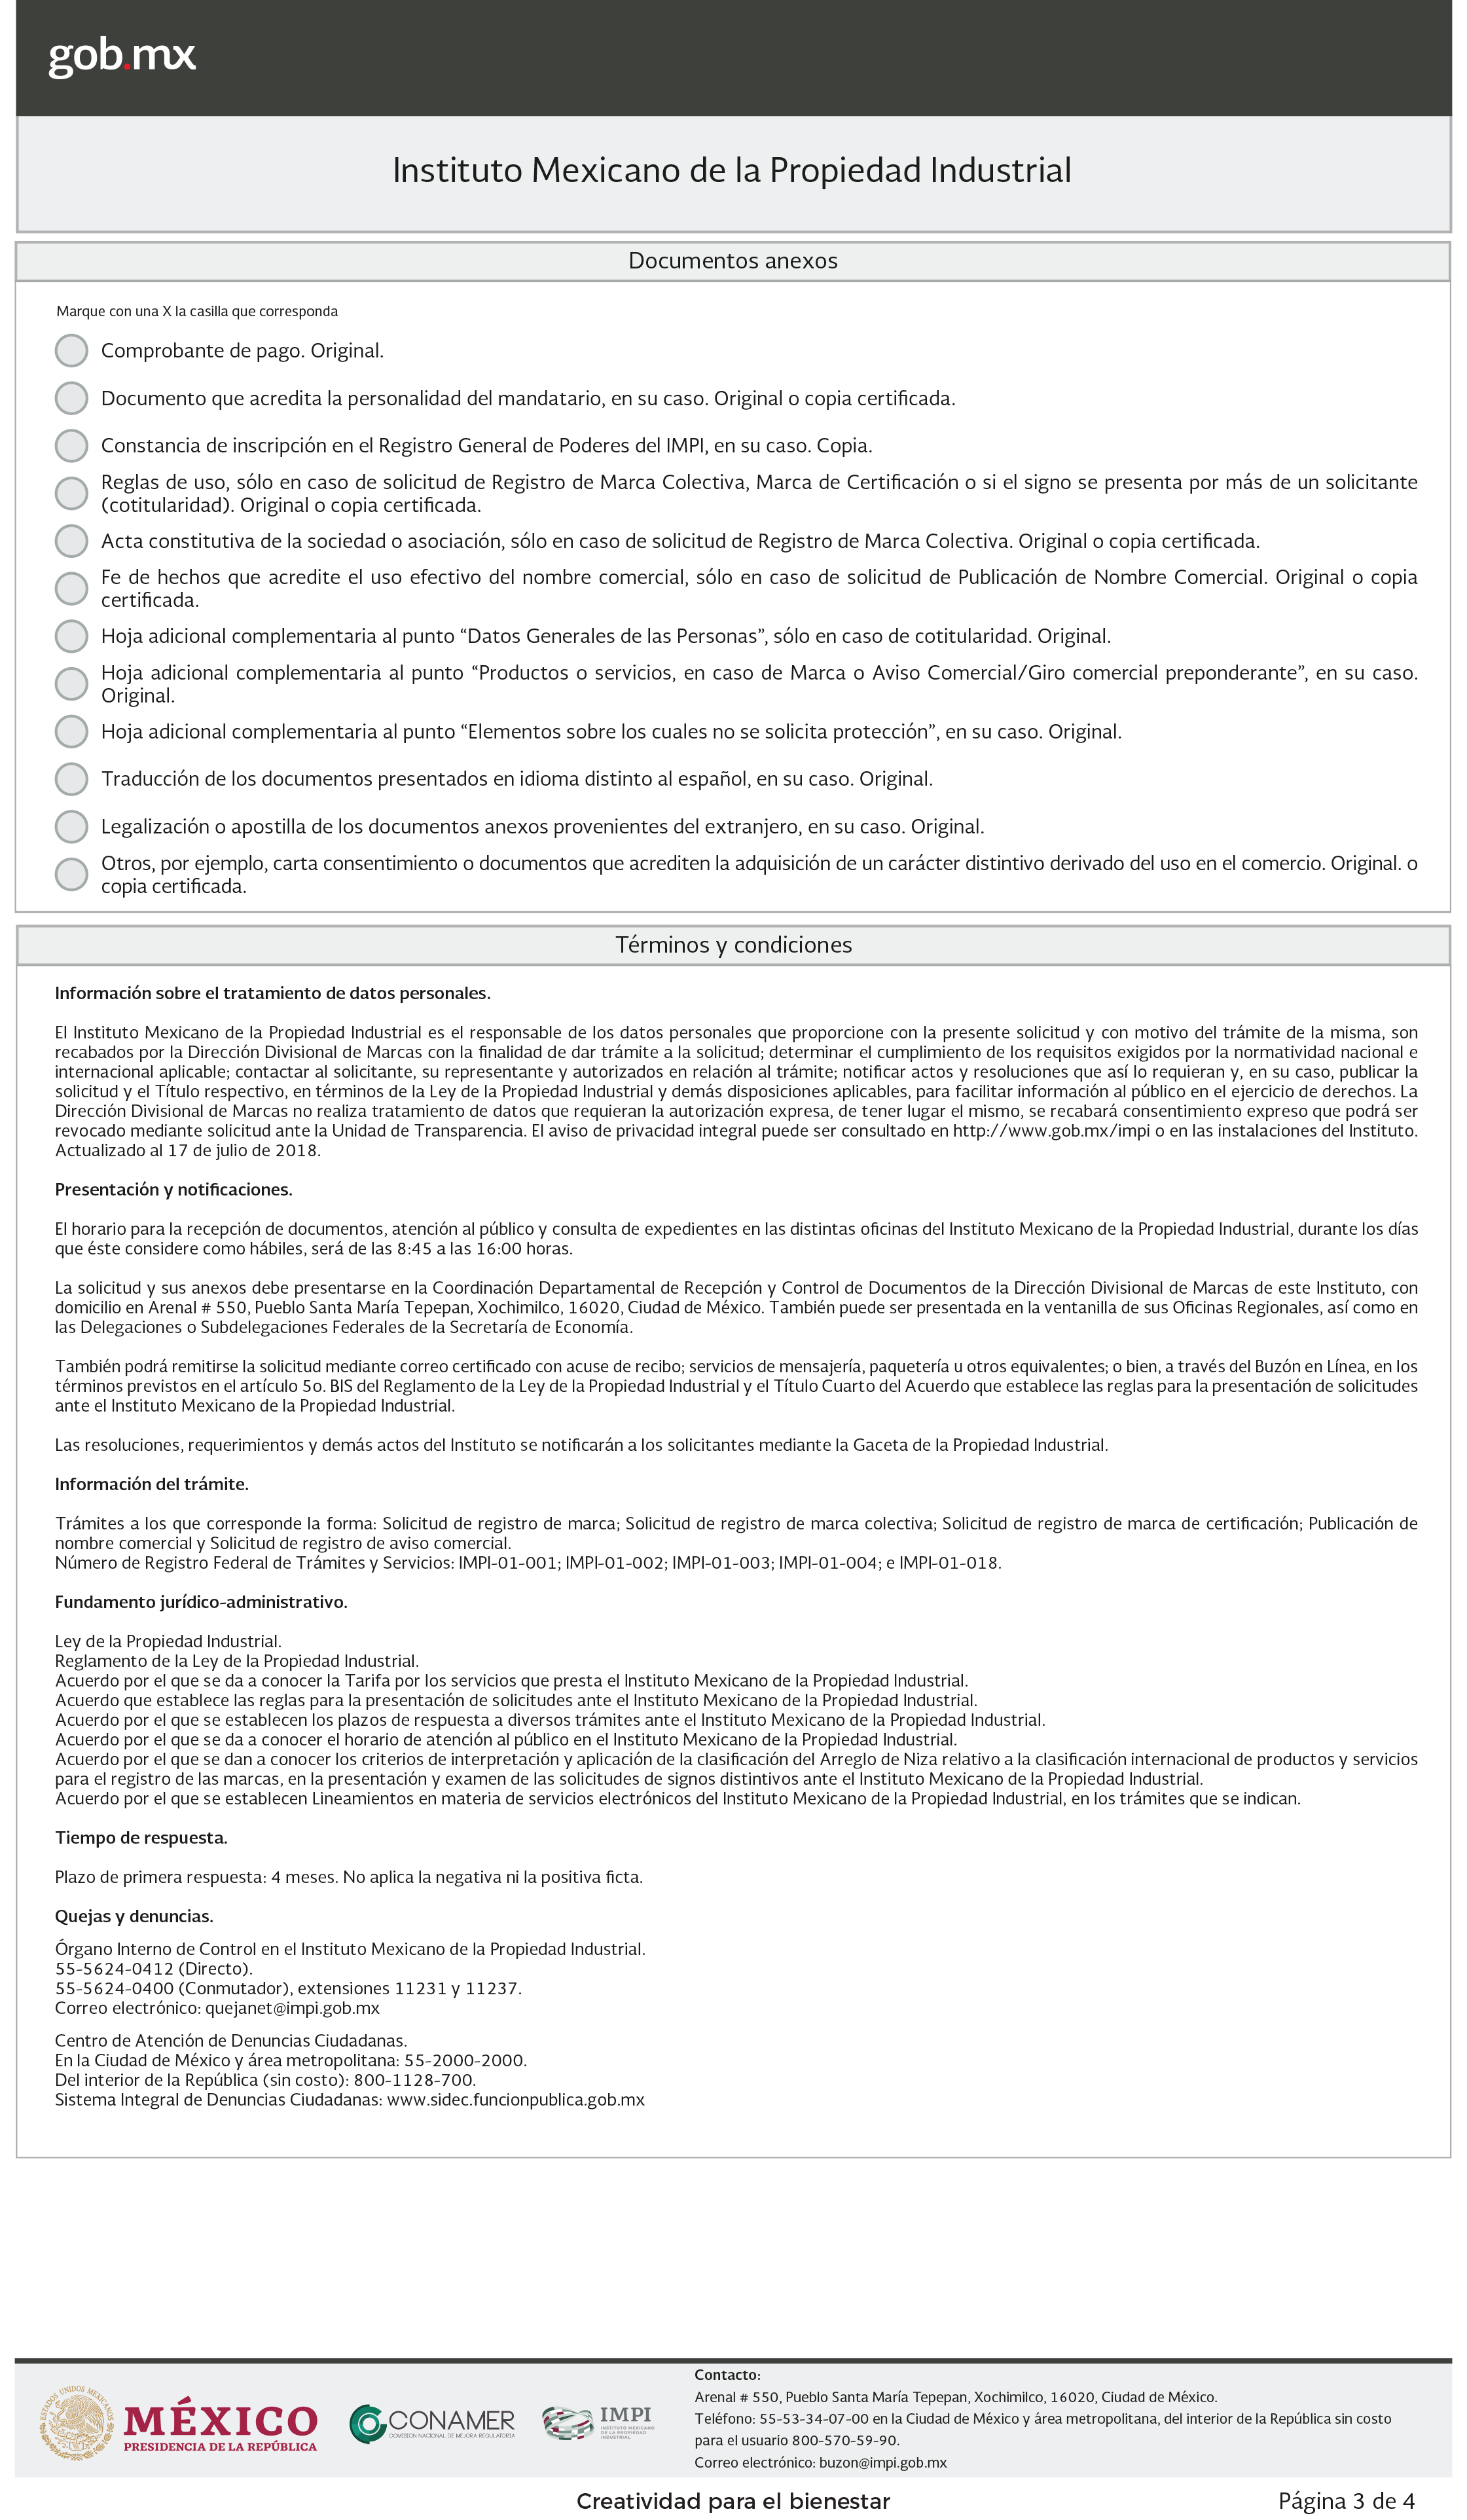 gob.mx
Instituto Mexicano de la Propiedad Industrial
Documentos anexos
Marque con una X la casilla que corresponda
Comprobante de pago. Original.
Documento que acredita la personalidad del mandatario, en su caso. Original o copia certificada.
Constancia de inscripción en el Registro General de Poderes del IMPI, en su caso. Copia.
Reglas de uso, sólo en caso de solicitud de Registro de Marca Colectiva, Marca de Certificación o si el signo se presenta por más de un solicitante
(cotitularidad). Original o copia certificada.
Acta constitutiva de la sociedad o asociación, sólo en caso de solicitud de Registro de Marca Colectiva. Original o copia certificada.
Fe de hechos que acredite el uso efectivo del nombre comercial, sólo en caso de solicitud de Publicación de Nombre Comercial. Original o copia
certificada.
Hoja adicional complementaria al punto “Datos Generales de las Personas”, sólo en caso de cotitularidad. Original.
Hoja adicional complementaria al punto “Productos o servicios, en caso de Marca o Aviso Comercial/Giro comercial preponderante”, en su caso.
Original.
Hoja adicional complementaria al punto “Elementos sobre los cuales no se solicita protección”, en su caso. Original.
Traducción de los documentos presentados en idioma distinto al español, en su caso. Original.
Legalización o apostilla de los documentos anexos provenientes del extranjero, en su caso. Original.
Otros, por ejemplo, carta consentimiento o documentos que acrediten la adquisición de un carácter distintivo derivado del uso en el comercio. Original. o
copia certificada.
Términos y condiciones
Información sobre el tratamiento de datos personales.
El Instituto Mexicano de la Propiedad Industrial es el responsable de los datos personales que proporcione con la presente solicitud y con motivo del trámite de la misma, son
recabados por la Dirección Divisional de Marcas con la finalidad de dar trámite a la solicitud; determinar el cumplimiento de los requisitos exigidos por la normatividad nacional e
internacional aplicable; contactar al solicitante, su representante y autorizados en relación al trámite; notificar actos y resoluciones que así lo requieran y, en su caso, publicar la
solicitud y el Título respectivo, en términos de la Ley de la Propiedad Industrial y demás disposiciones aplicables, para facilitar información al público en el ejercicio de derechos. La
Dirección Divisional de Marcas no realiza tratamiento de datos que requieran la autorización expresa, de tener lugar el mismo, se recabará consentimiento expreso que podrá ser
revocado mediante solicitud ante la Unidad de Transparencia. El aviso de privacidad integral puede ser consultado en http://www.gob.mx/impi o en las instalaciones del Instituto.
Actualizado al 17 de julio de 2018.
Presentación y notificaciones.
El horario para la recepción de documentos, atención al público y consulta de expedientes en las distintas oficinas del Instituto Mexicano de la Propiedad Industrial, durante los días
que éste considere como hábiles, será de las 8:45 a las 16:00 horas.
La solicitud y sus anexos debe presentarse en la Coordinación Departamental de Recepción y Control de Documentos de la Dirección Divisional de Marcas de este Instituto, con
domicilio en Arenal # 550, Pueblo Santa María Tepepan, Xochimilco, 16020, Ciudad de México. También puede ser presentada en la ventanilla de sus Oficinas Regionales, así como en
las Delegaciones o Subdelegaciones Federales de la Secretaría de Economía.
También podrá remitirse la solicitud mediante correo certificado con acuse de recibo; servicios de mensajería, paquetería u otros equivalentes; o bien, a través del Buzón en Línea, en los
términos previstos en el artículo 5o. BIS del Reglamento de la Ley de la Propiedad Industrial y el Título Cuarto del Acuerdo que establece las reglas para la presentación de solicitudes
ante el Instituto Mexicano de la Propiedad Industrial.
Las resoluciones, requerimientos y demás actos del Instituto se notificarán a los solicitantes mediante la Gaceta de la Propiedad Industrial.
Información del trámite.
Trámites a los que corresponde la forma: Solicitud de registro de marca; Solicitud de registro de marca colectiva; Solicitud de registro de marca de certificación; Publicación de
nombre comercial y Solicitud de registro de aviso comercial.
Número de Registro Federal de Trámites y Servicios: IMPI-01-001; IMPI-01-002; IMPI-01-003; IMPI-01-004; e IMPI-01-018.
Fundamento jurídico-administrativo.
Ley de la Propiedad Industrial.
Reglamento de la Ley de la Propiedad Industrial.
Acuerdo por el que se da a conocer la Tarifa por los servicios que presta el Instituto Mexicano de la Propiedad Industrial.
Acuerdo que establece las reglas para la presentación de solicitudes ante el Instituto Mexicano de la Propiedad Industrial.
Acuerdo por el que se establecen los plazos de respuesta a diversos trámites ante el Instituto Mexicano de la Propiedad Industrial.
Acuerdo por el que se da a conocer el horario de atención al público en el Instituto Mexicano de la Propiedad Industrial.
Acuerdo por el que se dan a conocer los criterios de interpretación y aplicación de la clasificación del Arreglo de Niza relativo a la clasificación internacional de productos y servicios
para el registro de las marcas, en la presentación y examen de las solicitudes de signos distintivos ante el Instituto Mexicano de la Propiedad Industrial.
Acuerdo por el que se establecen Lineamientos en materia de servicios electrónicos del Instituto Mexicano de la Propiedad Industrial, en los trámites que se indican.
Tiempo de respuesta.
Plazo de primera respuesta: 4 meses. No aplica la negativa ni la positiva ficta.
Quejas y denuncias.
Órgano Interno de Control en el Instituto Mexicano de la Propiedad Industrial.
55-5624-0412 (Directo).
55-5624-0400 (Conmutador), extensiones 11231 y 11237.
Correo electrónico: quejanet@impi.gob.mx
Centro de Atención de Denuncias Ciudadanas.
En la Ciudad de México y área metropolitana: 55-2000-2000.
Del interior de la República (sin costo): 800-1128-700.
Sistema Integral de Denuncias Ciudadanas: www.sidec.funcionpublica.gob.mx
ESTADOS UNIDOS MEXICANOS
MÉXICO
PRESIDENCIA DE LA REPÚBLICA
CONAMER
COMISIÓN NACIONAL DE MEJORA REGULATORIA
IMPI
INSTITUTO MEXICANO
DE LA PROPIEDAD
INDUSTRIAL
Contacto:
Arenal # 550, Pueblo Santa María Tepepan, Xochimilco, 16020, Ciudad de México.
Teléfono: 55-53-34-07-00 en la Ciudad de México y área metropolitana, del interior de la República sin costo
para el usuario 800-570-59-90.
Correo electrónico: buzon@impi.gob.mx
Creatividad para el bienestar
Página 3 de 4